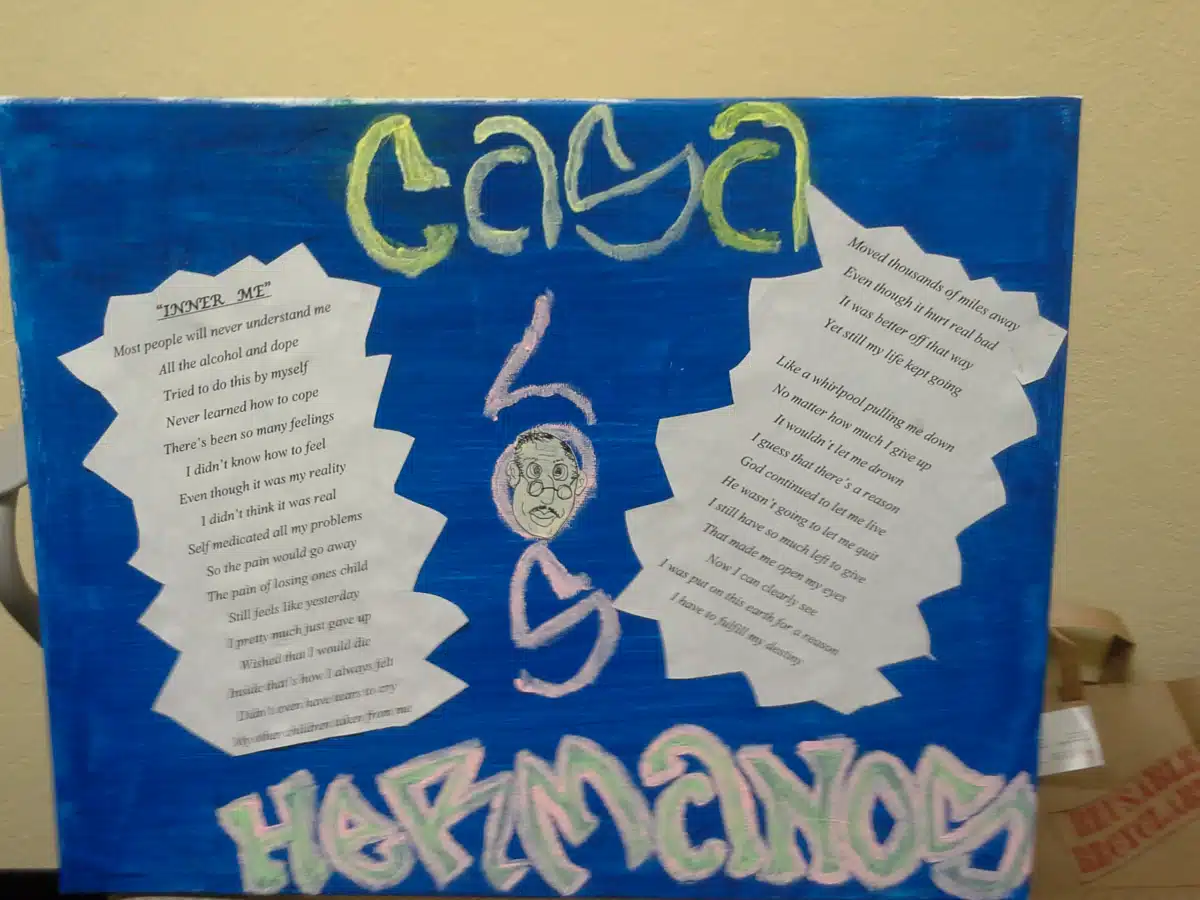 Casa
Los
Hermanos
"INNER ME"
Most people will never understand me
All the alcohol and dope
Tried to do this by myself
Never learned how to cope
There's been so many feelings
I didn't know how to feel
Even though it was my reality
I didn't think it was real
Self medicated all my problems
So the pain would go away
The pain of losing ones child
Still feels like yesterday
I pretty much just gave up
Wished that I would die
Inside that's how I always felt
Didn't even have tears to cry
My other children taken from me
Moved thousands of miles away
Even though it hurt real bad
It was better off that way
Yet still my life kept going
Like a whirlpool pulling me down
No matter how much I give up
It wouldn't let me drown
I guess that there's a reason
God continued to let me live
He wasn't going to let me quit
I still have so much left to give
That made me open my eyes
Now I can clearly see
I was put on this earth for a reason
I have to fulfill my destiny
REUSABLE